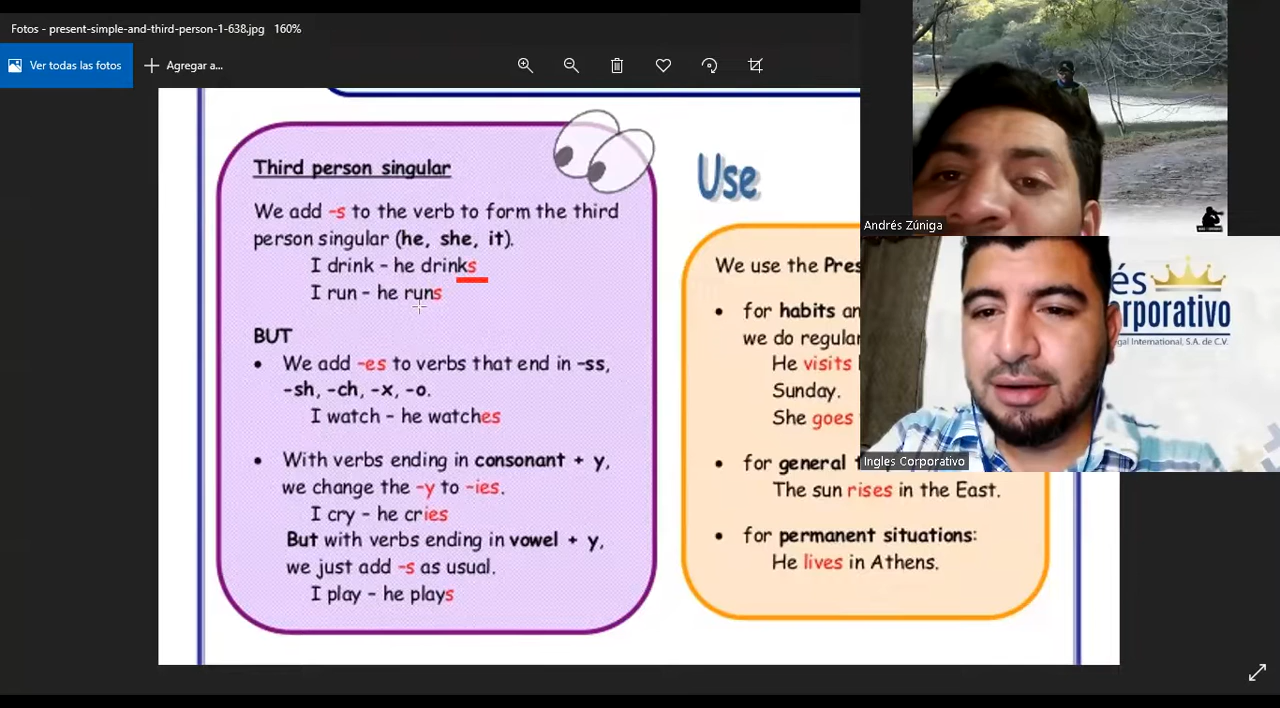 Fotos - present-simple-and-third-person-1-638.jpg 160%
Ver todas las fotos
Agregar a...
Third person singular
We add -s to the verb to form the third
person singular (he, she, it).
I drink - he drinks
I run - he runs
BUT
• We add -es to verbs that end in -ss,
-sh, -ch, -x, -o.
I watch - he watches
• With verbs ending in consonant + y,
we change the -y to -ies.
I cry - he cries
But with verbs ending in vowel + y,
we just add -s as usual.
I play - he plays
Use
We use the Pres
• for habits an
we do regular
He visits
Sunday.
She goes
• for general
The sun rises in the East.
• for permanent situations:
He lives in Athens.
Andrés Zúniga
és
rporativo
gal International, S.A. de C.V.
Ingles Corporativo